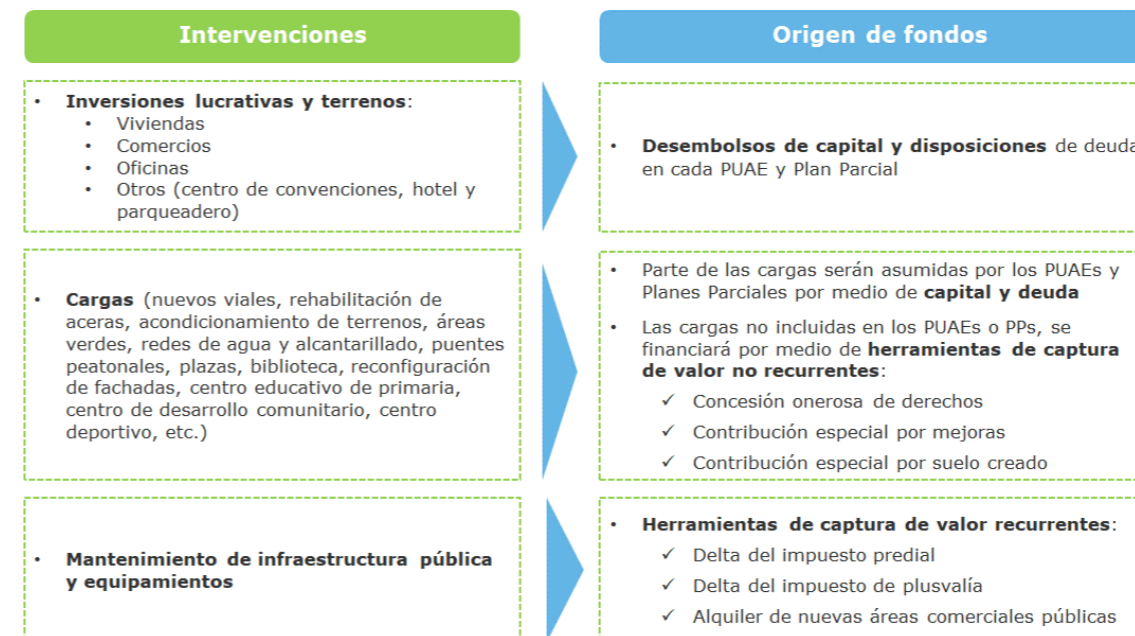 Intervenciones
Origen de fondos
• Inversiones lucrativas y terrenos:
• Viviendas
• Comercios
• Oficinas
• Otros (centro de convenciones, hotel y
parqueadero)
• Desembolsos de capital y disposiciones de deuda
en cada PUAE y Plan Parcial
• Cargas (nuevos viales, rehabilitación de
aceras, acondicionamiento de terrenos, áreas
verdes, redes de agua y alcantarillado, puentes
peatonales, plazas, biblioteca, reconfiguración
de fachadas, centro educativo de primaria,
centro de desarrollo comunitario, centro
deportivo, etc.)
• Parte de las cargas serán asumidas por los PUAEs y
Planes Parciales por medio de capital y deuda
• Las cargas no incluidas en los PUAEs o PPs, se
financiará por medio de herramientas de captura
de valor no recurrentes:
✓ Concesión onerosa de derechos
✓ Contribución especial por mejoras
✓ Contribución especial por suelo creado
• Mantenimiento de infraestructura pública
y equipamientos
• Herramientas de captura de valor recurrentes:
✓ Delta del impuesto predial
✓ Delta del impuesto de plusvalía
✓ Alquiler de nuevas áreas comerciales públicas